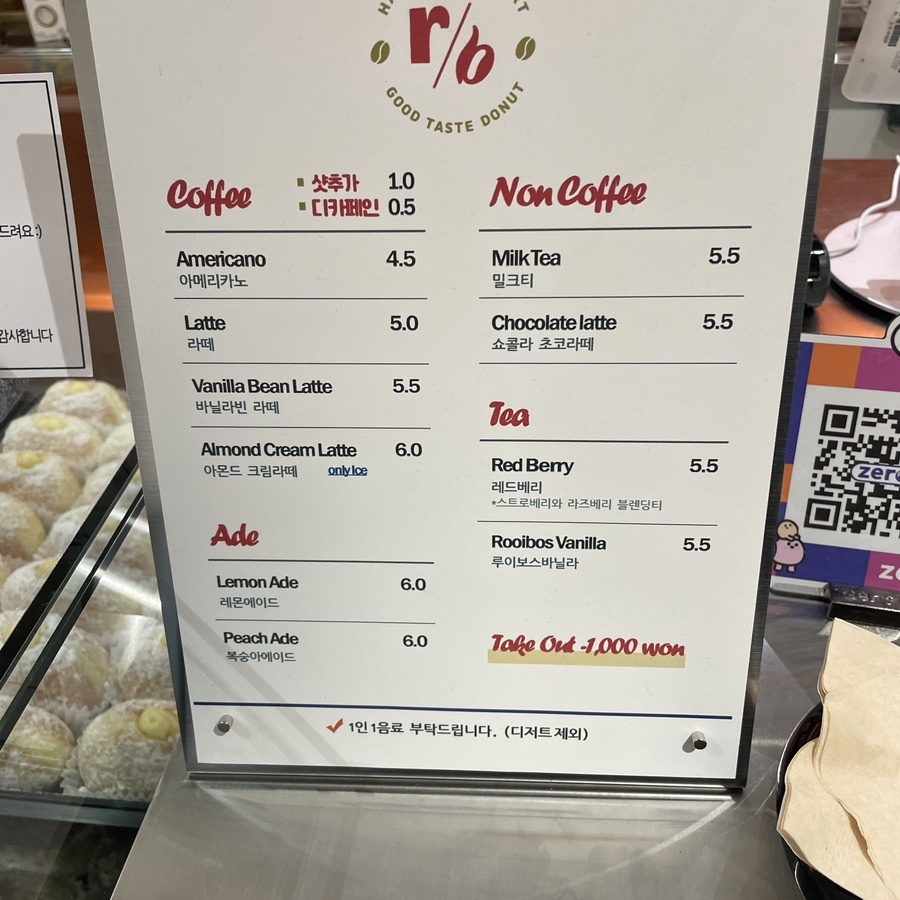 r/b
GOOD TASTE DONUT
Coffee
샷추가 1.0
디카페인 0.5
Americano 4.5
아메리카노
Latte 5.0
라떼
Vanilla Bean Latte 5.5
바닐라빈 라떼
Almond Cream Latte 6.0
아몬드 크림라떼 only Ice
Ade
Lemon Ade 6.0
레몬에이드
Peach Ade 6.0
복숭아에이드
Non Coffee
Milk Tea 5.5
밀크티
Chocolate latte 5.5
쇼콜라 초코라떼
Tea
Red Berry 5.5
레드베리
*스트로베리와 라즈베리 블렌딩티
Rooibos Vanilla 5.5
루이보스바닐라
Take Out -1,000 won
1인 1음료 부탁드립니다. (디저트 제외)
드려요 :)
감사합니다